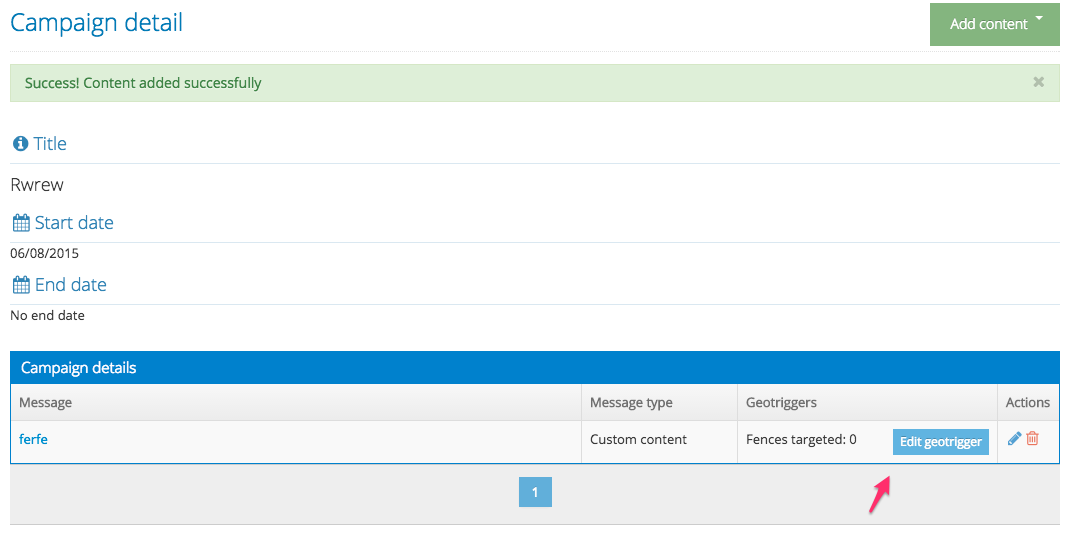 Campaign detail
Add content
Success! Content added successfully
Title
Rwrew
Start date
06/08/2015
End date
No end date
Campaign details
Message Message type Geotriggers Actions
ferfe Custom content Fences targeted: 0 Edit geotrigger
1